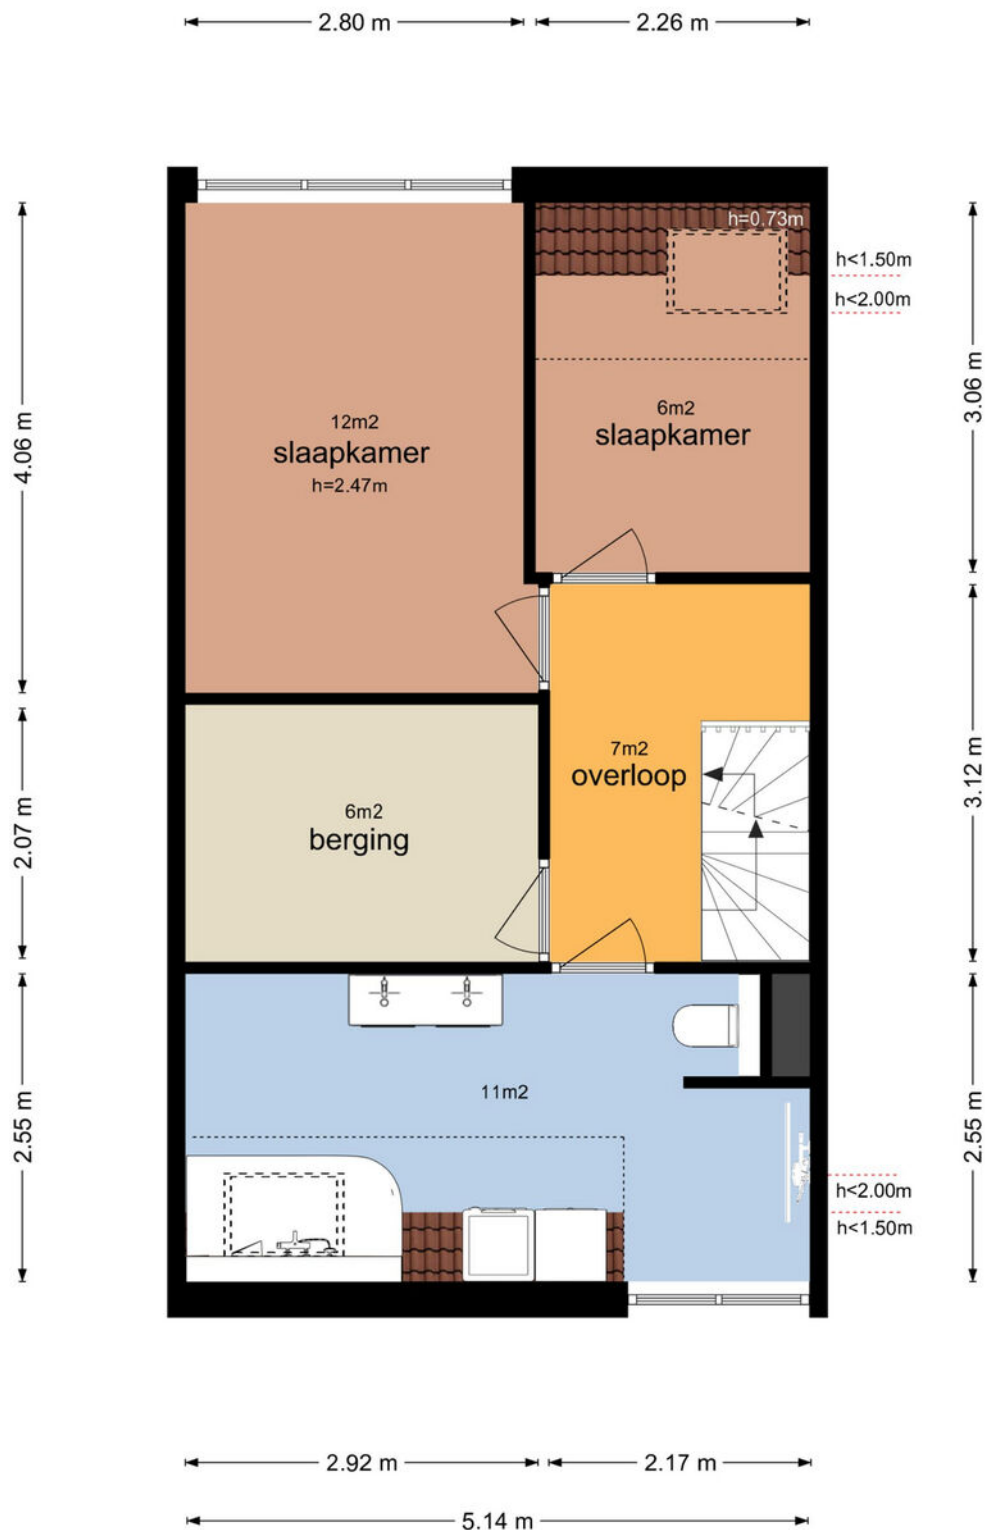 2.80 m
2.26 m
h=0.73m
h<1.50m
h<2.00m
4.06 m
3.06 m
12m2
slaapkamer
h=2.47m
6m2
slaapkamer
7m2
overloop
3.12 m
2.07 m
6m2
berging
11m2
2.55 m
2.55 m
h<2.00m
h<1.50m
2.92 m
2.17 m
5.14 m